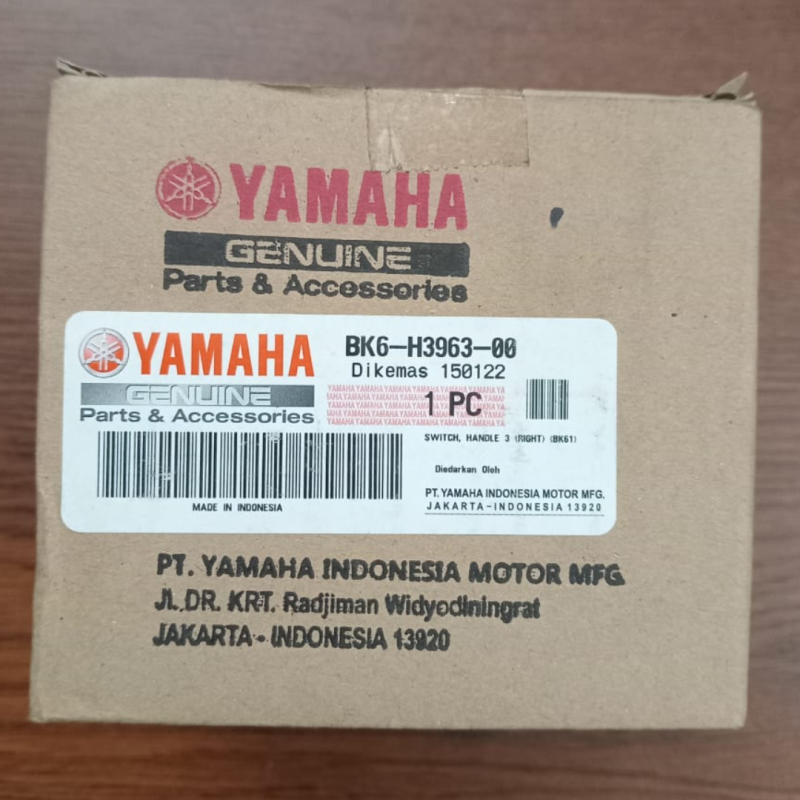 YAMAHA
GENUINE
Parts & Accessories
YAMAHA
GENUINE
Parts & Accessories
BK6-H3963-00
Dikemas 150122
1 PC
SWITCH, HANDLE 3 (RIGHT) (BK61)
Diedarkan Oleh
PT. YAMAHA INDONESIA MOTOR MFG.
JAKARTA-INDONESIA 13920
MADE IN INDONESIA
PT. YAMAHA INDONESIA MOTOR MFG
Jl.DR. KRT. Radjiman Widyodiningrat
JAKARTA - INDONESIA 13920